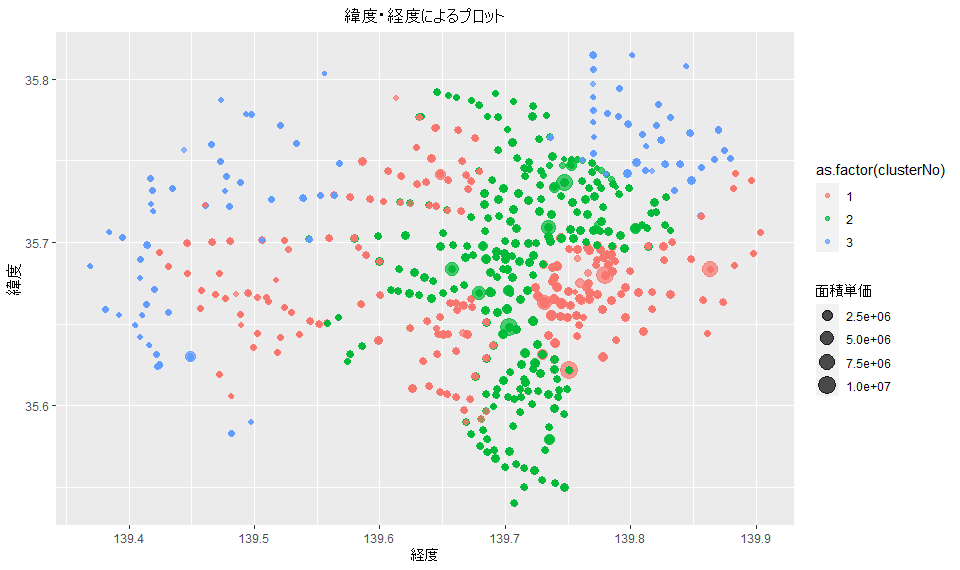 緯度・経度によるプロット
緯度
35.8
35.7
35.6
139.4 139.5 139.6 139.7 139.8 139.9
経度
as.factor(clusterNo)
1
2
3
面積単価
2.5e+06
5.0e+06
7.5e+06
1.0e+07